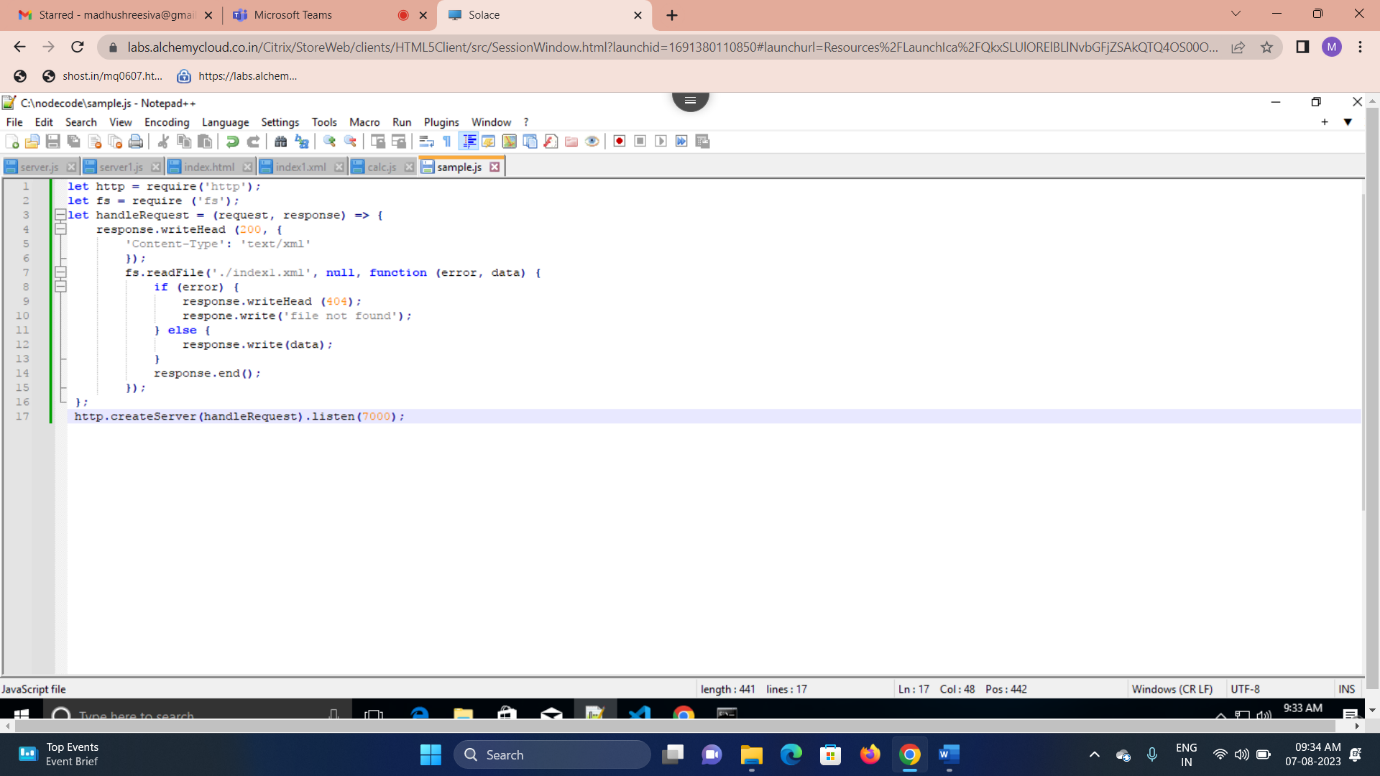 Starred - madhushreesiva@gmai
Microsoft Teams
Solace
labs.alchemycloud.co.in/Citrix/StoreWeb/clients/HTML5Client/src/SessionWindow.html?launchid=1691380110850#launchurl=Resources%2FLaunchIca%2FQkxSLUlORElBLlNvbGFjZSAkQTQ4OS00O...
M
shost.in/mq0607.ht...
https://labs.alchem...
C:\nodecode\sample.js - Notepad++
File Edit Search View Encoding Language Settings Tools Macro Run Plugins Window ?
server.js server1.js index.html index1.xml calc.js sample.js
1 let http = require('http');
2 let fs = require ('fs');
3 let handleRequest = (request, response) => {
4 response.writeHead (200, {
5 'Content-Type': 'text/xml'
6 });
7 fs.readFile('./index1.xml', null, function (error, data) {
8 if (error) {
9 response.writeHead (404);
10 respone.write('file not found');
11 } else {
12 response.write(data);
13 }
14 response.end();
15 });
16 };
17 http.createServer(handleRequest).listen(7000);
JavaScript file
length : 441 lines : 17
Ln : 17 Col : 48 Pos : 442
Windows (CR LF)
UTF-8
INS
Type here to search
9:33 AM
Top Events
Event Brief
Search
ENG
IN
09:34 AM
07-08-2023